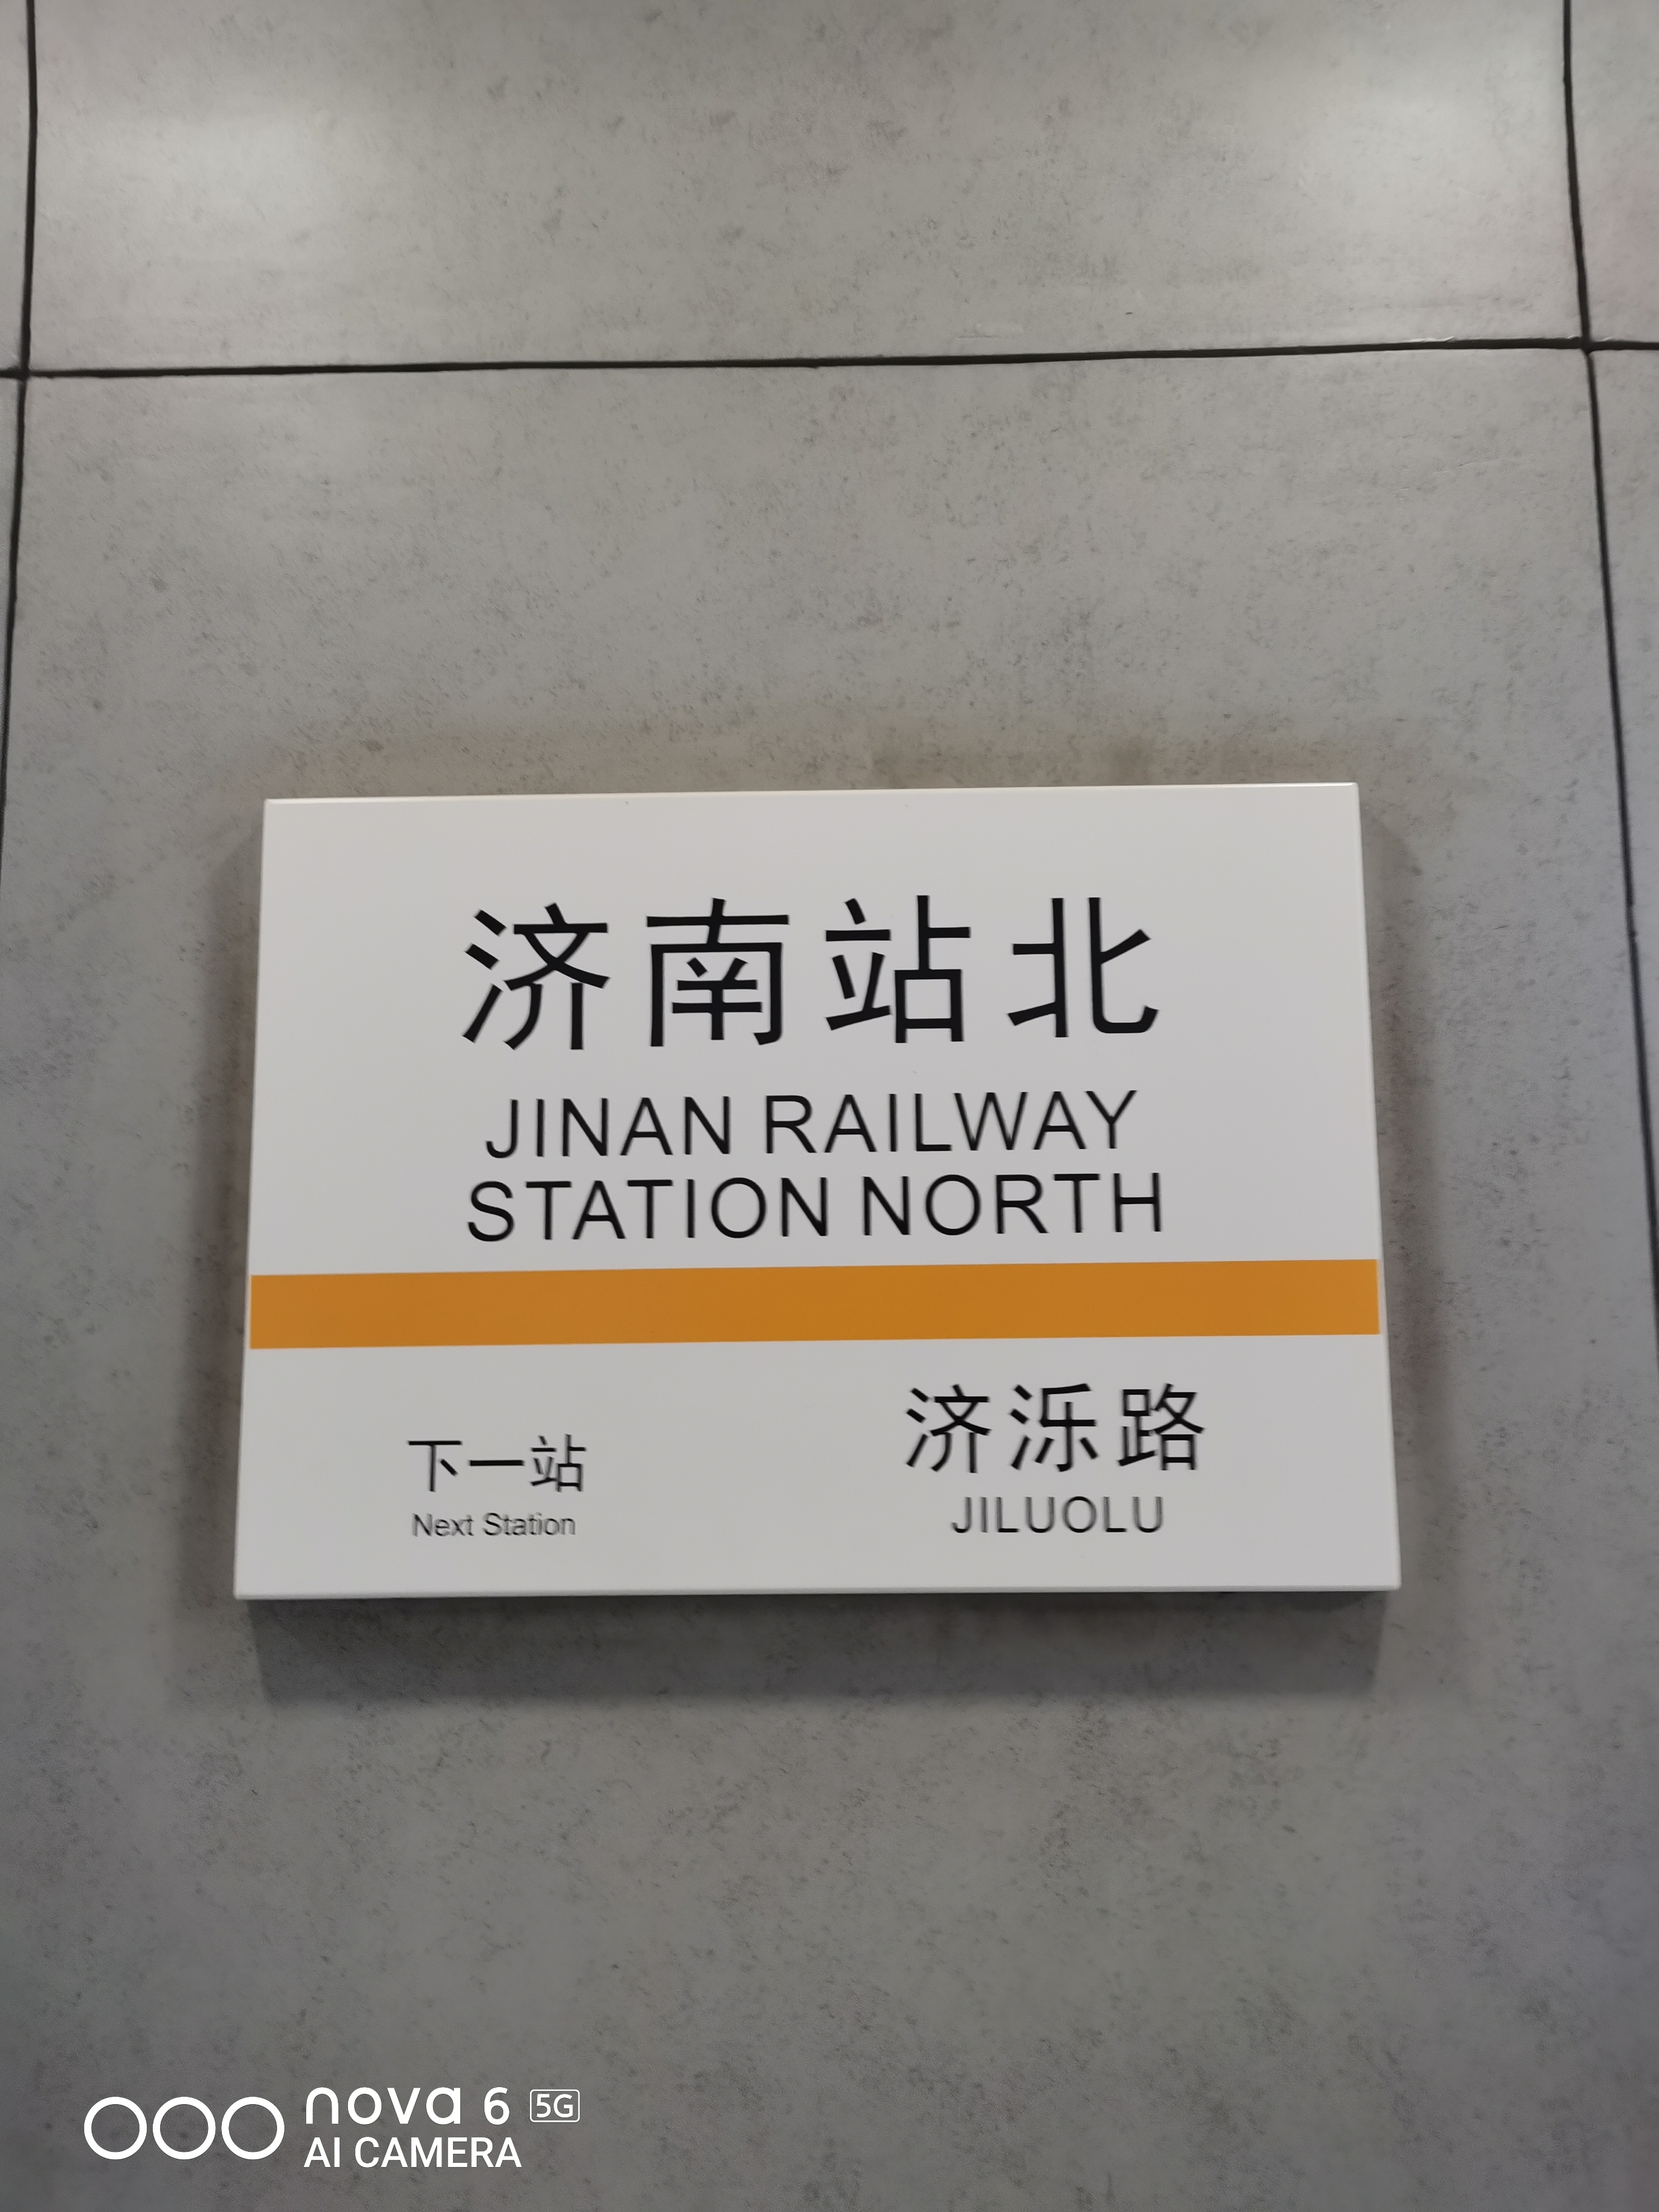 济南站北
JINAN RAILWAY
STATION NORTH
下一站
Next Station
济泺路
JILUOLU
nova 6 5G
AI CAMERA